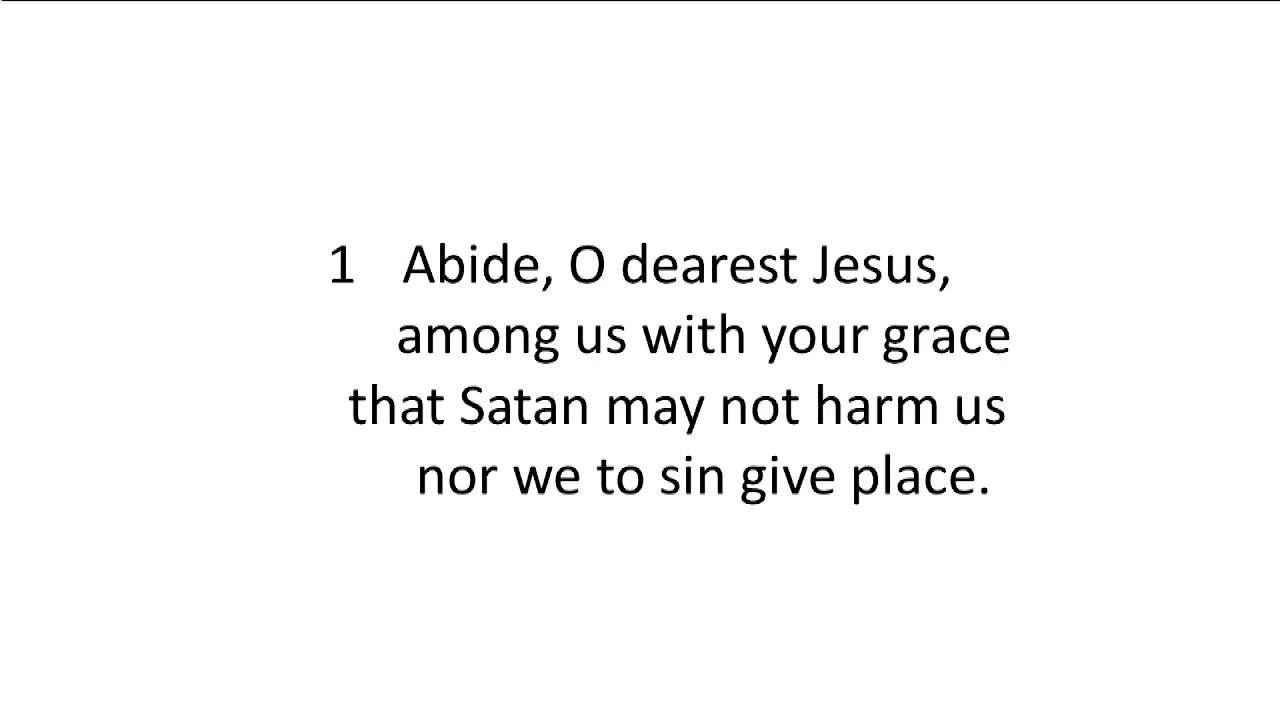 1 Abide, O dearest Jesus,
among us with your grace
that Satan may not harm us
nor we to sin give place.